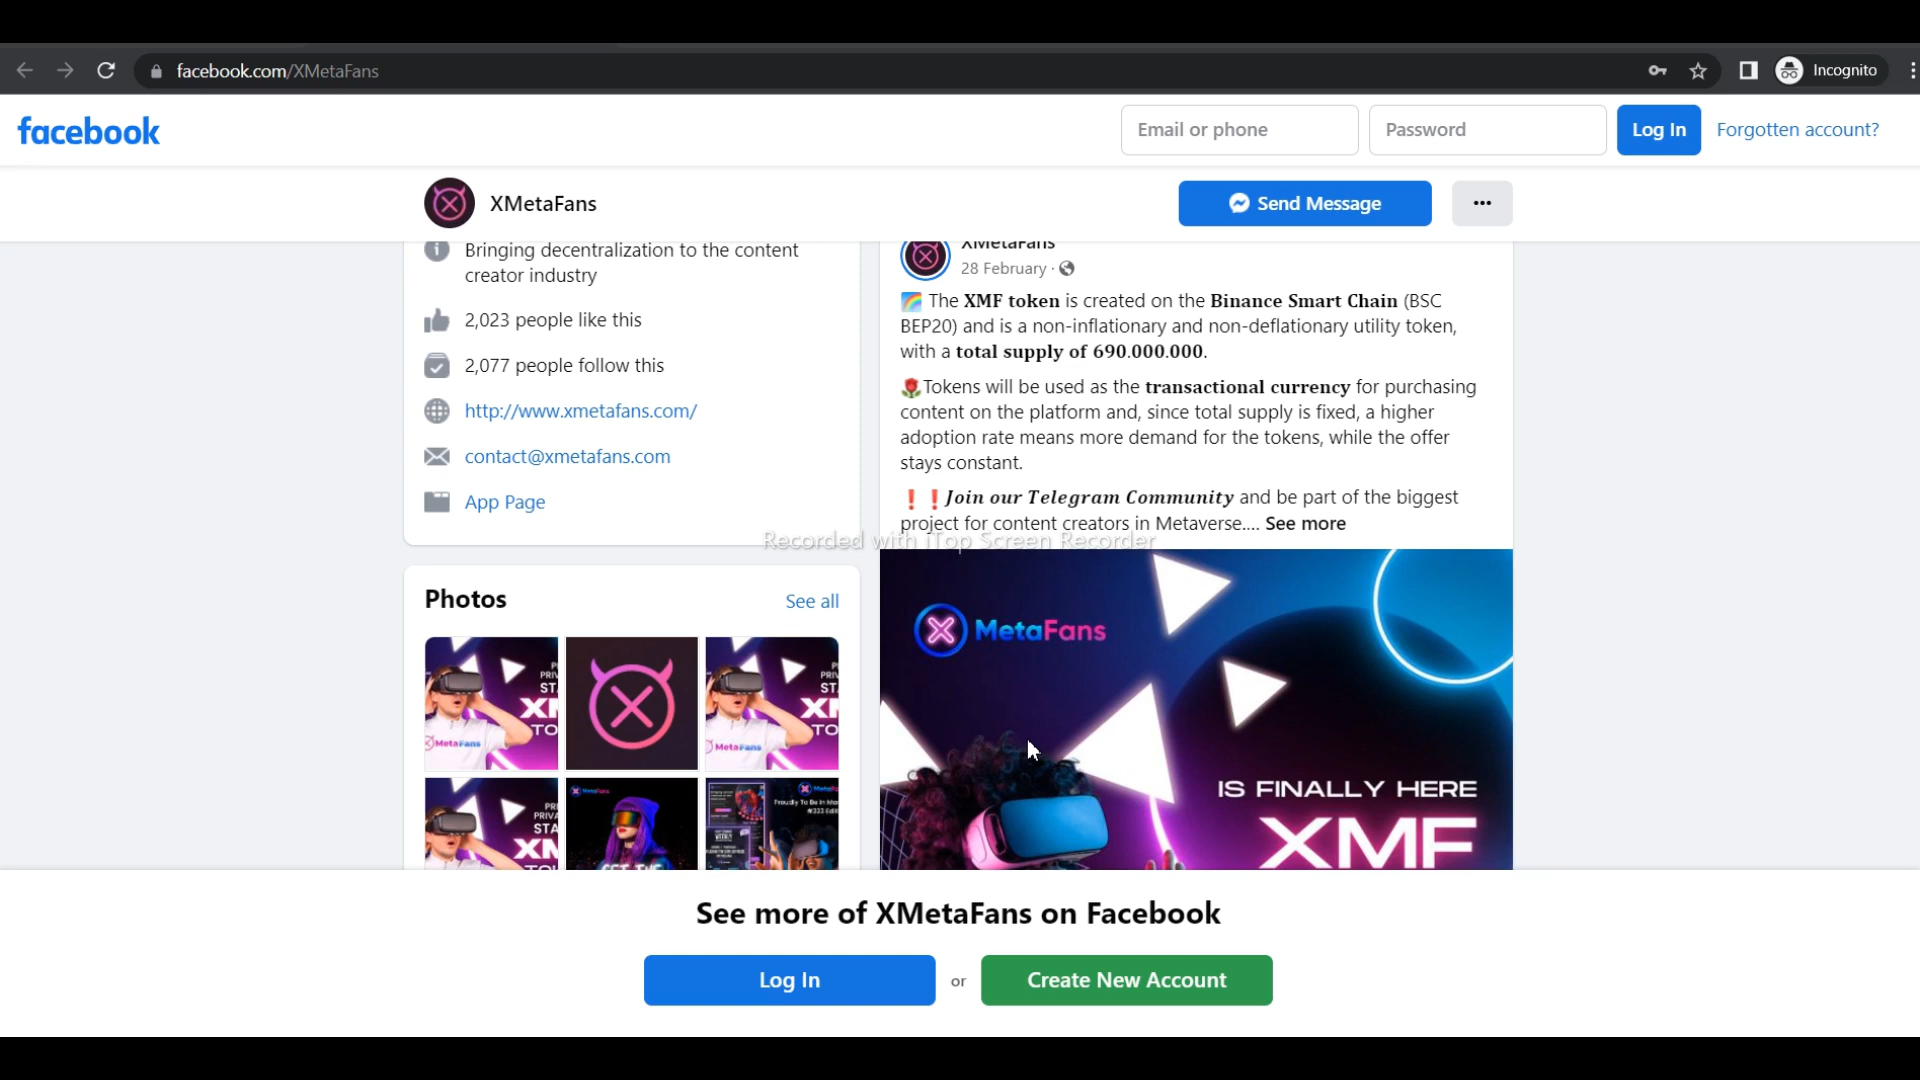 facebook.com/XMetaFans
Incognito
facebook
Email or phone
Password
Log In
Forgotten account?
XMetaFans
Send Message
Bringing decentralization to the content
creator industry
2,023 people like this
2,077 people follow this
http://www.xmetafans.com/
contact@xmetafans.com
App Page
Photos
See all
MetaFans
MetaFans
XMetaFans
28 February ·
The XMF token is created on the Binance Smart Chain (BSC
BEP20) and is a non-inflationary and non-deflationary utility token,
with a total supply of 690.000.000.
Tokens will be used as the transactional currency for purchasing
content on the platform and, since total supply is fixed, a higher
adoption rate means more demand for the tokens, while the offer
stays constant.
❗❗Join our Telegram Community and be part of the biggest
project for content creators in Metaverse.... See more
Recorded with iTop Screen Recorder
X MetaFans
IS FINALLY HERE
XMF
See more of XMetaFans on Facebook
Log In
or
Create New Account